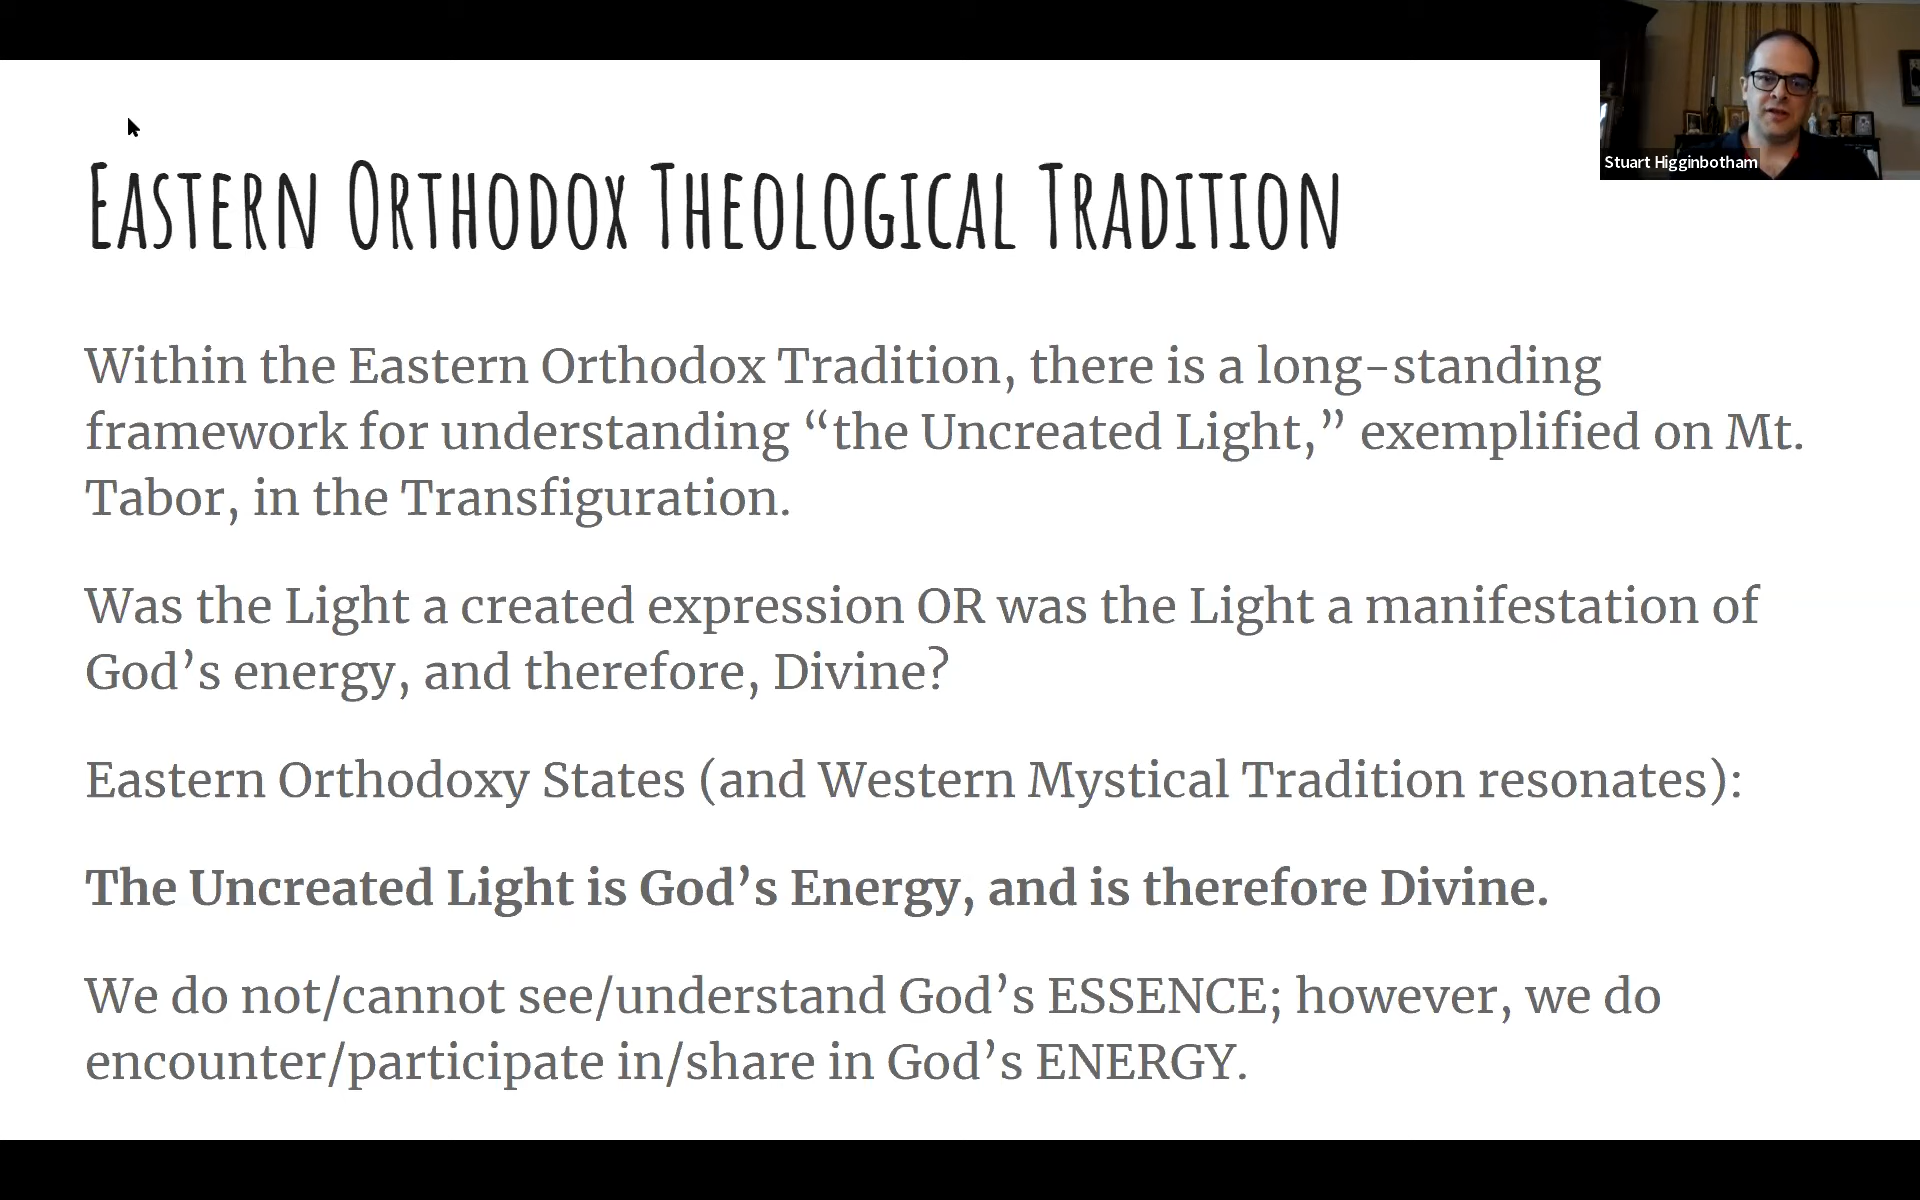 Stuart Higginbotham
Eastern Orthodox Theological Tradition
Within the Eastern Orthodox Tradition, there is a long-standing
framework for understanding “the Uncreated Light,” exemplified on Mt.
Tabor, in the Transfiguration.
Was the Light a created expression OR was the Light a manifestation of
God’s energy, and therefore, Divine?
Eastern Orthodoxy States (and Western Mystical Tradition resonates):
The Uncreated Light is God’s Energy, and is therefore Divine.
We do not/cannot see/understand God’s ESSENCE; however, we do
encounter/participate in/share in God’s ENERGY.